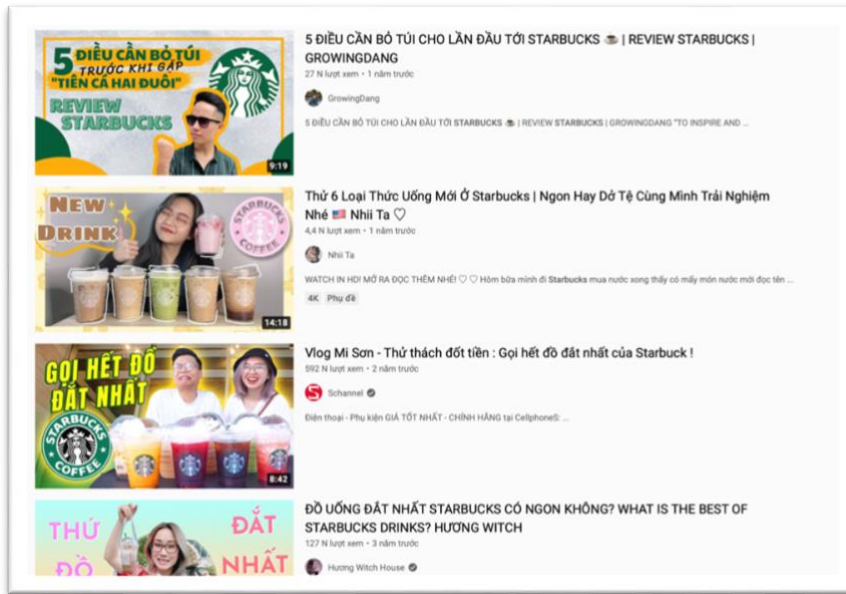 5 ĐIỀU CẦN BỎ TÚI
TRƯỚC KHI GẶP
"TIÊN CÁ HAI ĐUÔI"
REVIEW
STARBUCKS
9:19
5 ĐIỀU CẦN BỎ TÚI CHO LẦN ĐẦU TỚI STARBUCKS ☕ | REVIEW STARBUCKS |
GROWINGDANG
27 N lượt xem • 1 năm trước
GrowingDang
5 ĐIỀU CẦN BỎ TÚI CHO LẦN ĐẦU TỚI STARBUCKS ☕ | REVIEW STARBUCKS | GROWINGDANG "TO INSPIRE AND ...
NEW
DRINK
STARBUCKS
COFFEE
14:18
Thử 6 Loại Thức Uống Mới Ở Starbucks | Ngon Hay Dở Tệ Cùng Mình Trải Nghiệm
Nhé 🇺🇸 Nhii Ta ♡
4,4 N lượt xem • 1 năm trước
Nhii Ta
WATCH IN HD! MỞ RA ĐỌC THÊM NHÉ! ♡ ♡ Hôm bữa mình đi Starbucks mua nước xong thấy có mấy món nước mới đọc tên ...
4K Phụ đề
GỌI HẾT ĐỒ
ĐẮT NHẤT
STARBUCKS
COFFEE
8:42
Vlog Mi Sơn - Thử thách đốt tiền : Gọi hết đồ đắt nhất của Starbuck !
592 N lượt xem • 2 năm trước
Schannel
Điện thoại - Phụ kiện GIÁ TỐT NHẤT - CHÍNH HÃNG tại CellphoneS: ...
THỨ
ĐỒ
ĐẮT
NHẤT
ĐỒ UỐNG ĐẮT NHẤT STARBUCKS CÓ NGON KHÔNG? WHAT IS THE BEST OF
STARBUCKS DRINKS? HƯƠNG WITCH
127 N lượt xem • 3 năm trước
Hương Witch House